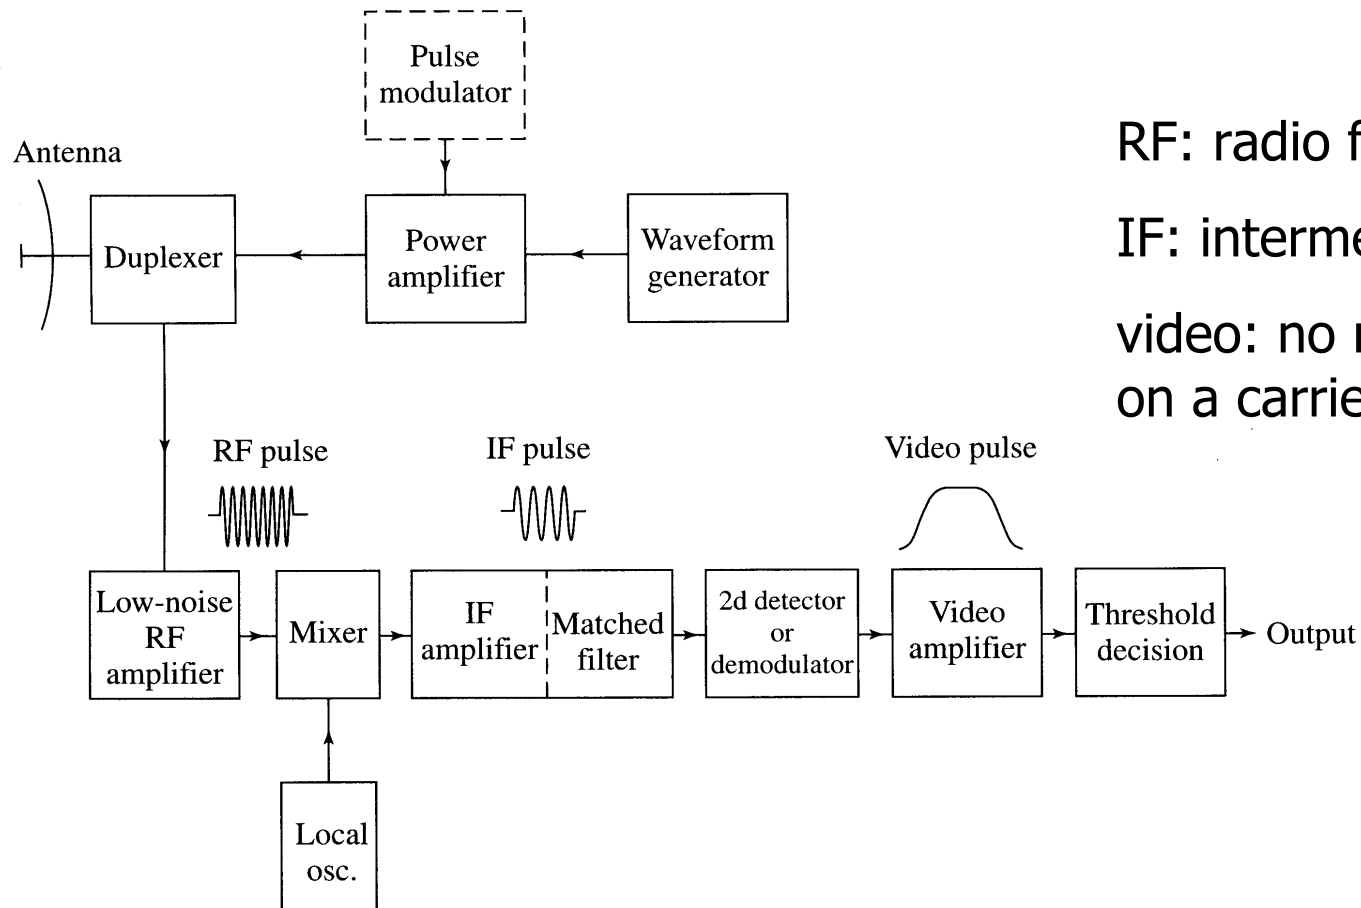 Pulse
modulator
Antenna
Duplexer
Power
amplifier
Waveform
generator
RF: radio f
IF: interme
video: no
on a carrie
RF pulse
IF pulse
Video pulse
Low-noise
RF
amplifier
Mixer
IF
amplifier
Matched
filter
2d detector
or
demodulator
Video
amplifier
Threshold
decision
Output
Local
osc.